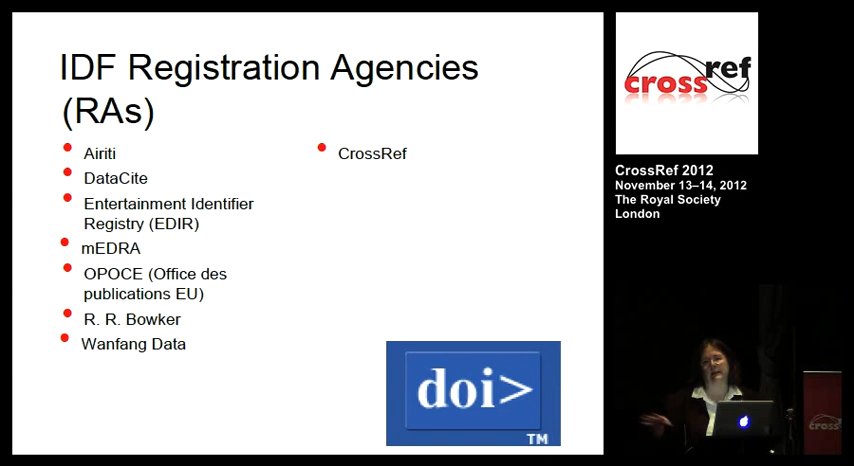 IDF Registration Agencies
(RAs)
Airiti
DataCite
Entertainment Identifier
Registry (EDIR)
mEDRA
OPOCE (Office des
publications EU)
R. R. Bowker
Wanfang Data
CrossRef
doi>
TM
crossref
CrossRef 2012
November 13–14, 2012
The Royal Society
London
cross